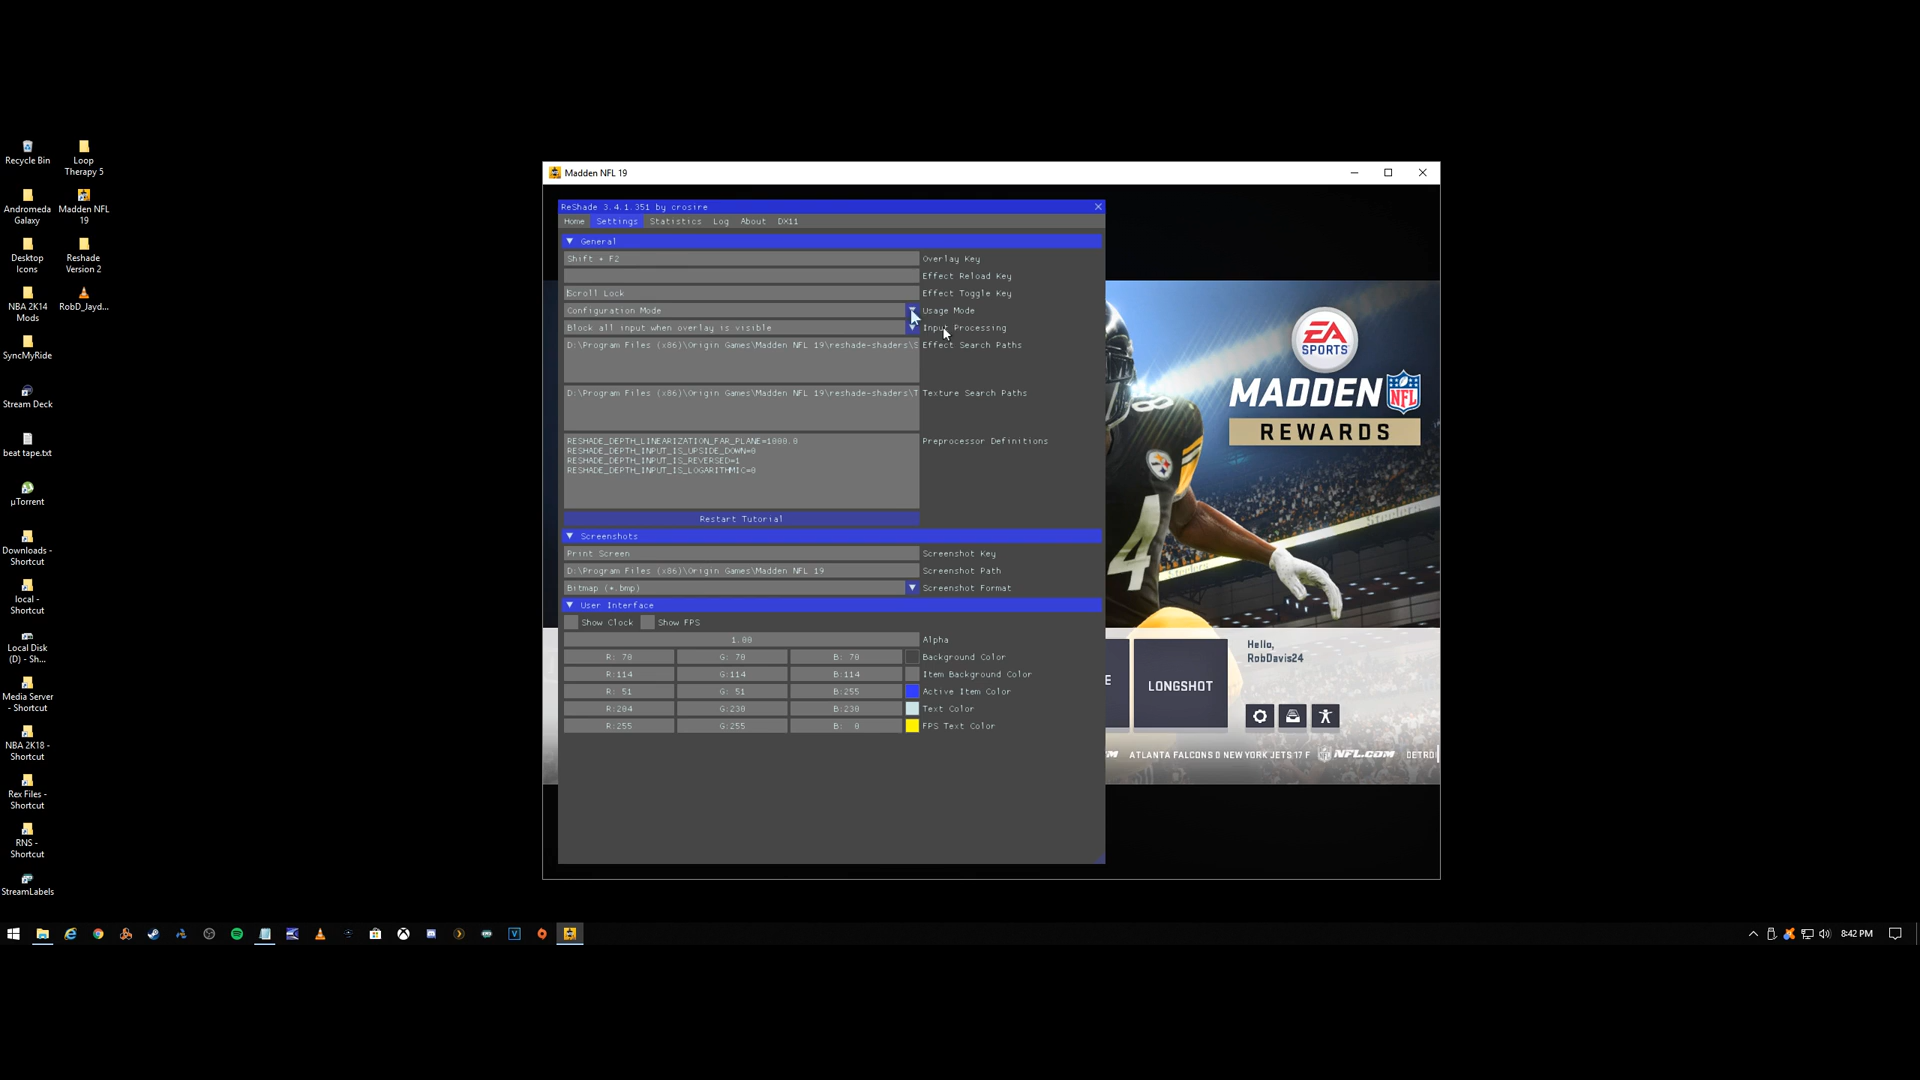 Recycle Bin
Loop
Therapy 5
Andromeda
Galaxy
Madden NFL
19
Desktop
Icons
Reshade
Version 2
NBA 2K14
Mods
RobD_Jayd...
SyncMyRide
Stream Deck
beat tape.txt
µTorrent
Downloads -
Shortcut
local -
Shortcut
Local Disk
(D) - Sh...
Media Server
- Shortcut
NBA 2K18 -
Shortcut
Rex Files -
Shortcut
RNS -
Shortcut
StreamLabels
Madden NFL 19
ReShade 3.4.1.351 by crosire
Home Settings Statistics Log About DX11
General
Shift + F2 Overlay Key
Effect Reload Key
Scroll Lock Effect Toggle Key
Configuration Mode Usage Mode
Block all input when overlay is visible Input Processing
D:\Program Files (x86)\Origin Games\Madden NFL 19\reshade-shaders\S Effect Search Paths
D:\Program Files (x86)\Origin Games\Madden NFL 19\reshade-shaders\T Texture Search Paths
RESHADE_DEPTH_LINEARIZATION_FAR_PLANE=1000.0 Preprocessor Definitions
RESHADE_DEPTH_INPUT_IS_UPSIDE_DOWN=0
RESHADE_DEPTH_INPUT_IS_REVERSED=1
RESHADE_DEPTH_INPUT_IS_LOGARITHMIC=0
Restart Tutorial
Screenshots
Print Screen Screenshot Key
D:\Program Files (x86)\Origin Games\Madden NFL 19 Screenshot Path
Bitmap (*.bmp) Screenshot Format
User Interface
Show Clock Show FPS
1.00 Alpha
R: 70 G: 70 B: 70 Background Color
R:114 G:114 B:114 Item Background Color
R: 51 G: 51 B:255 Active Item Color
R:204 G:230 B:230 Text Color
R:255 G:255 B: 0 FPS Text Color
EA
SPORTS
MADDEN NFL
REWARDS
Steelers
4
E
LONGSHOT
Hello,
RobDavis24
M ATLANTA FALCONS 0 NEW YORK JETS 17 F NFL.COM DETRO
8:42 PM